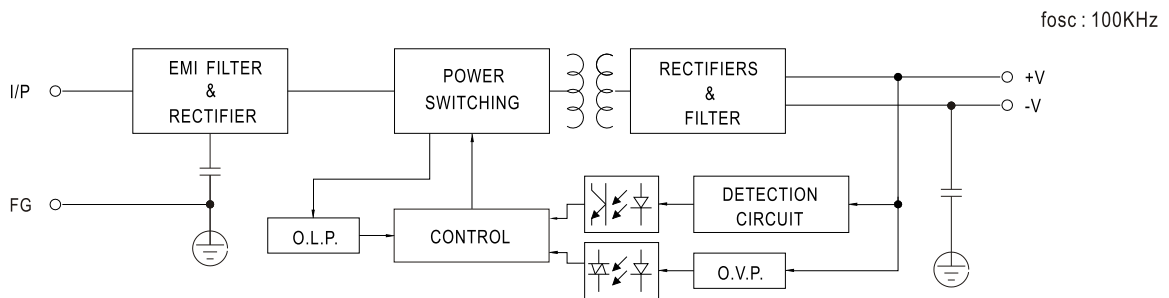 fosc : 100KHz
I/P
EMI FILTER
&
RECTIFIER
POWER
SWITCHING
RECTIFIERS
&
FILTER
+V
-V
FG
O.L.P.
CONTROL
DETECTION
CIRCUIT
O.V.P.